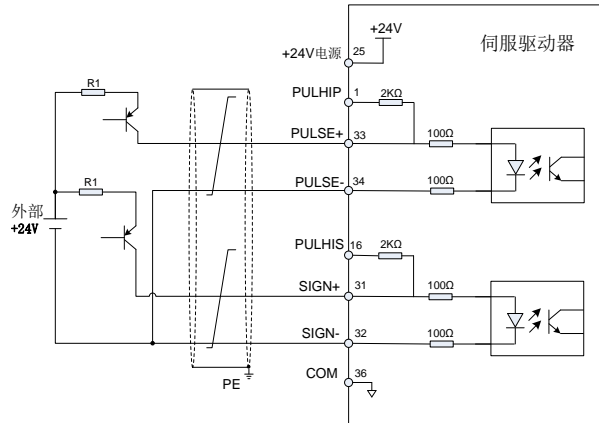 +24V
伺服驱动器
+24V电源 25
R1
PULHIP 1 2KΩ
PULSE+ 33 100Ω
R1
PULSE- 34 100Ω
外部
+24V
PULHIS 16 2KΩ
SIGN+ 31 100Ω
SIGN- 32 100Ω
COM 36
PE